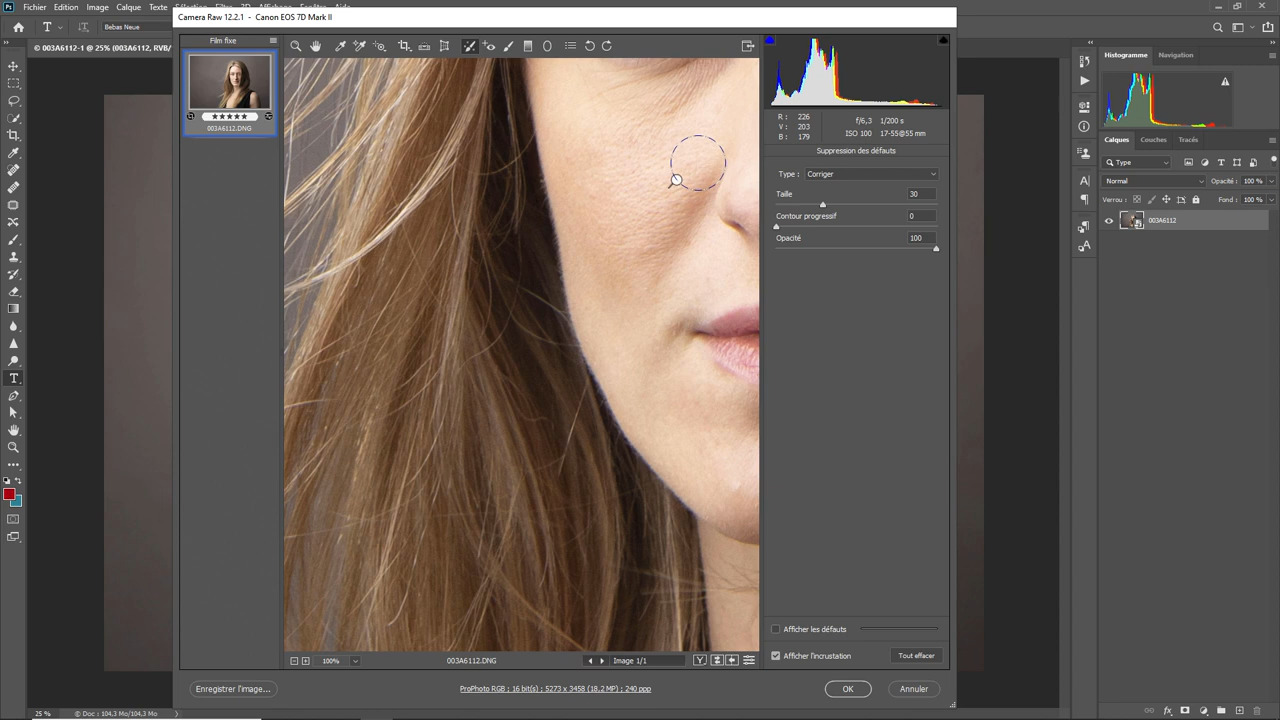 Ps
Fichier
Edition
Image
Calque
Camera Raw 12.2.1 - Canon EOS 7D Mark II
T
Bebas Neue
© 003A6112-1 @ 25% (003A6112, RVB/
Film fixe
003A6112.DNG
Histogramme
Navigation
R : 226
V : 203
B : 179
f/6,3 1/200 s
ISO 100 17-55@55 mm
Suppression des défauts
Type : Corriger
Taille 30
Contour progressif 0
Opacité 100
Calques
Couches
Tracés
Type
Normal
Opacité : 100 %
Verrou :
Fond : 100 %
003A6112
Afficher les défauts
Afficher l'incrustation
Tout effacer
100%
003A6112.DNG
Image 1/1
Y
Enregistrer l'image...
ProPhoto RGB ; 16 bit(s) ; 5273 x 3458 (18,2 MP) ; 240 ppp
OK
Annuler
25 %
Doc : 104,3 Mo/104,3 Mo